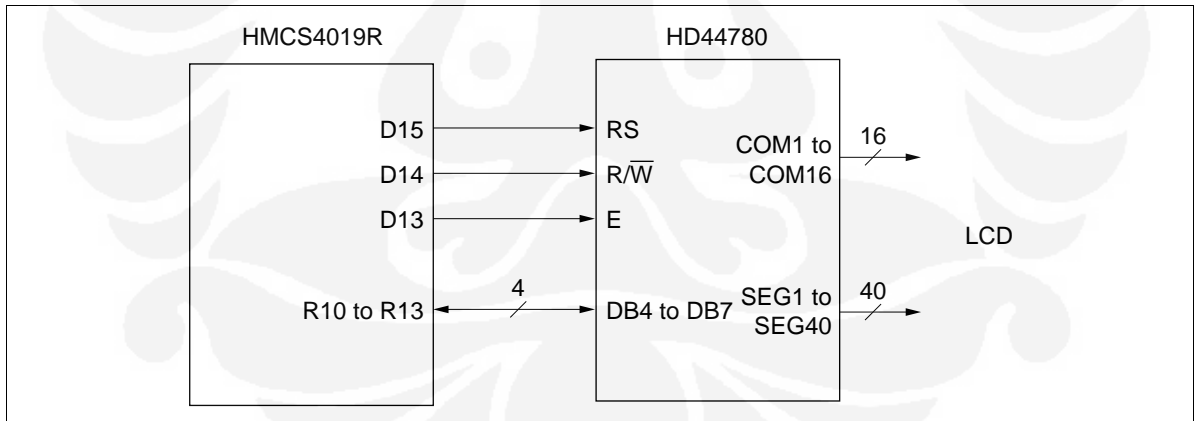 HMCS4019R
HD44780
D15
RS
D14
R/W̅
D13
E
R10 to R13
4
DB4 to DB7
COM1 to
COM16
16
SEG1 to
SEG40
40
LCD